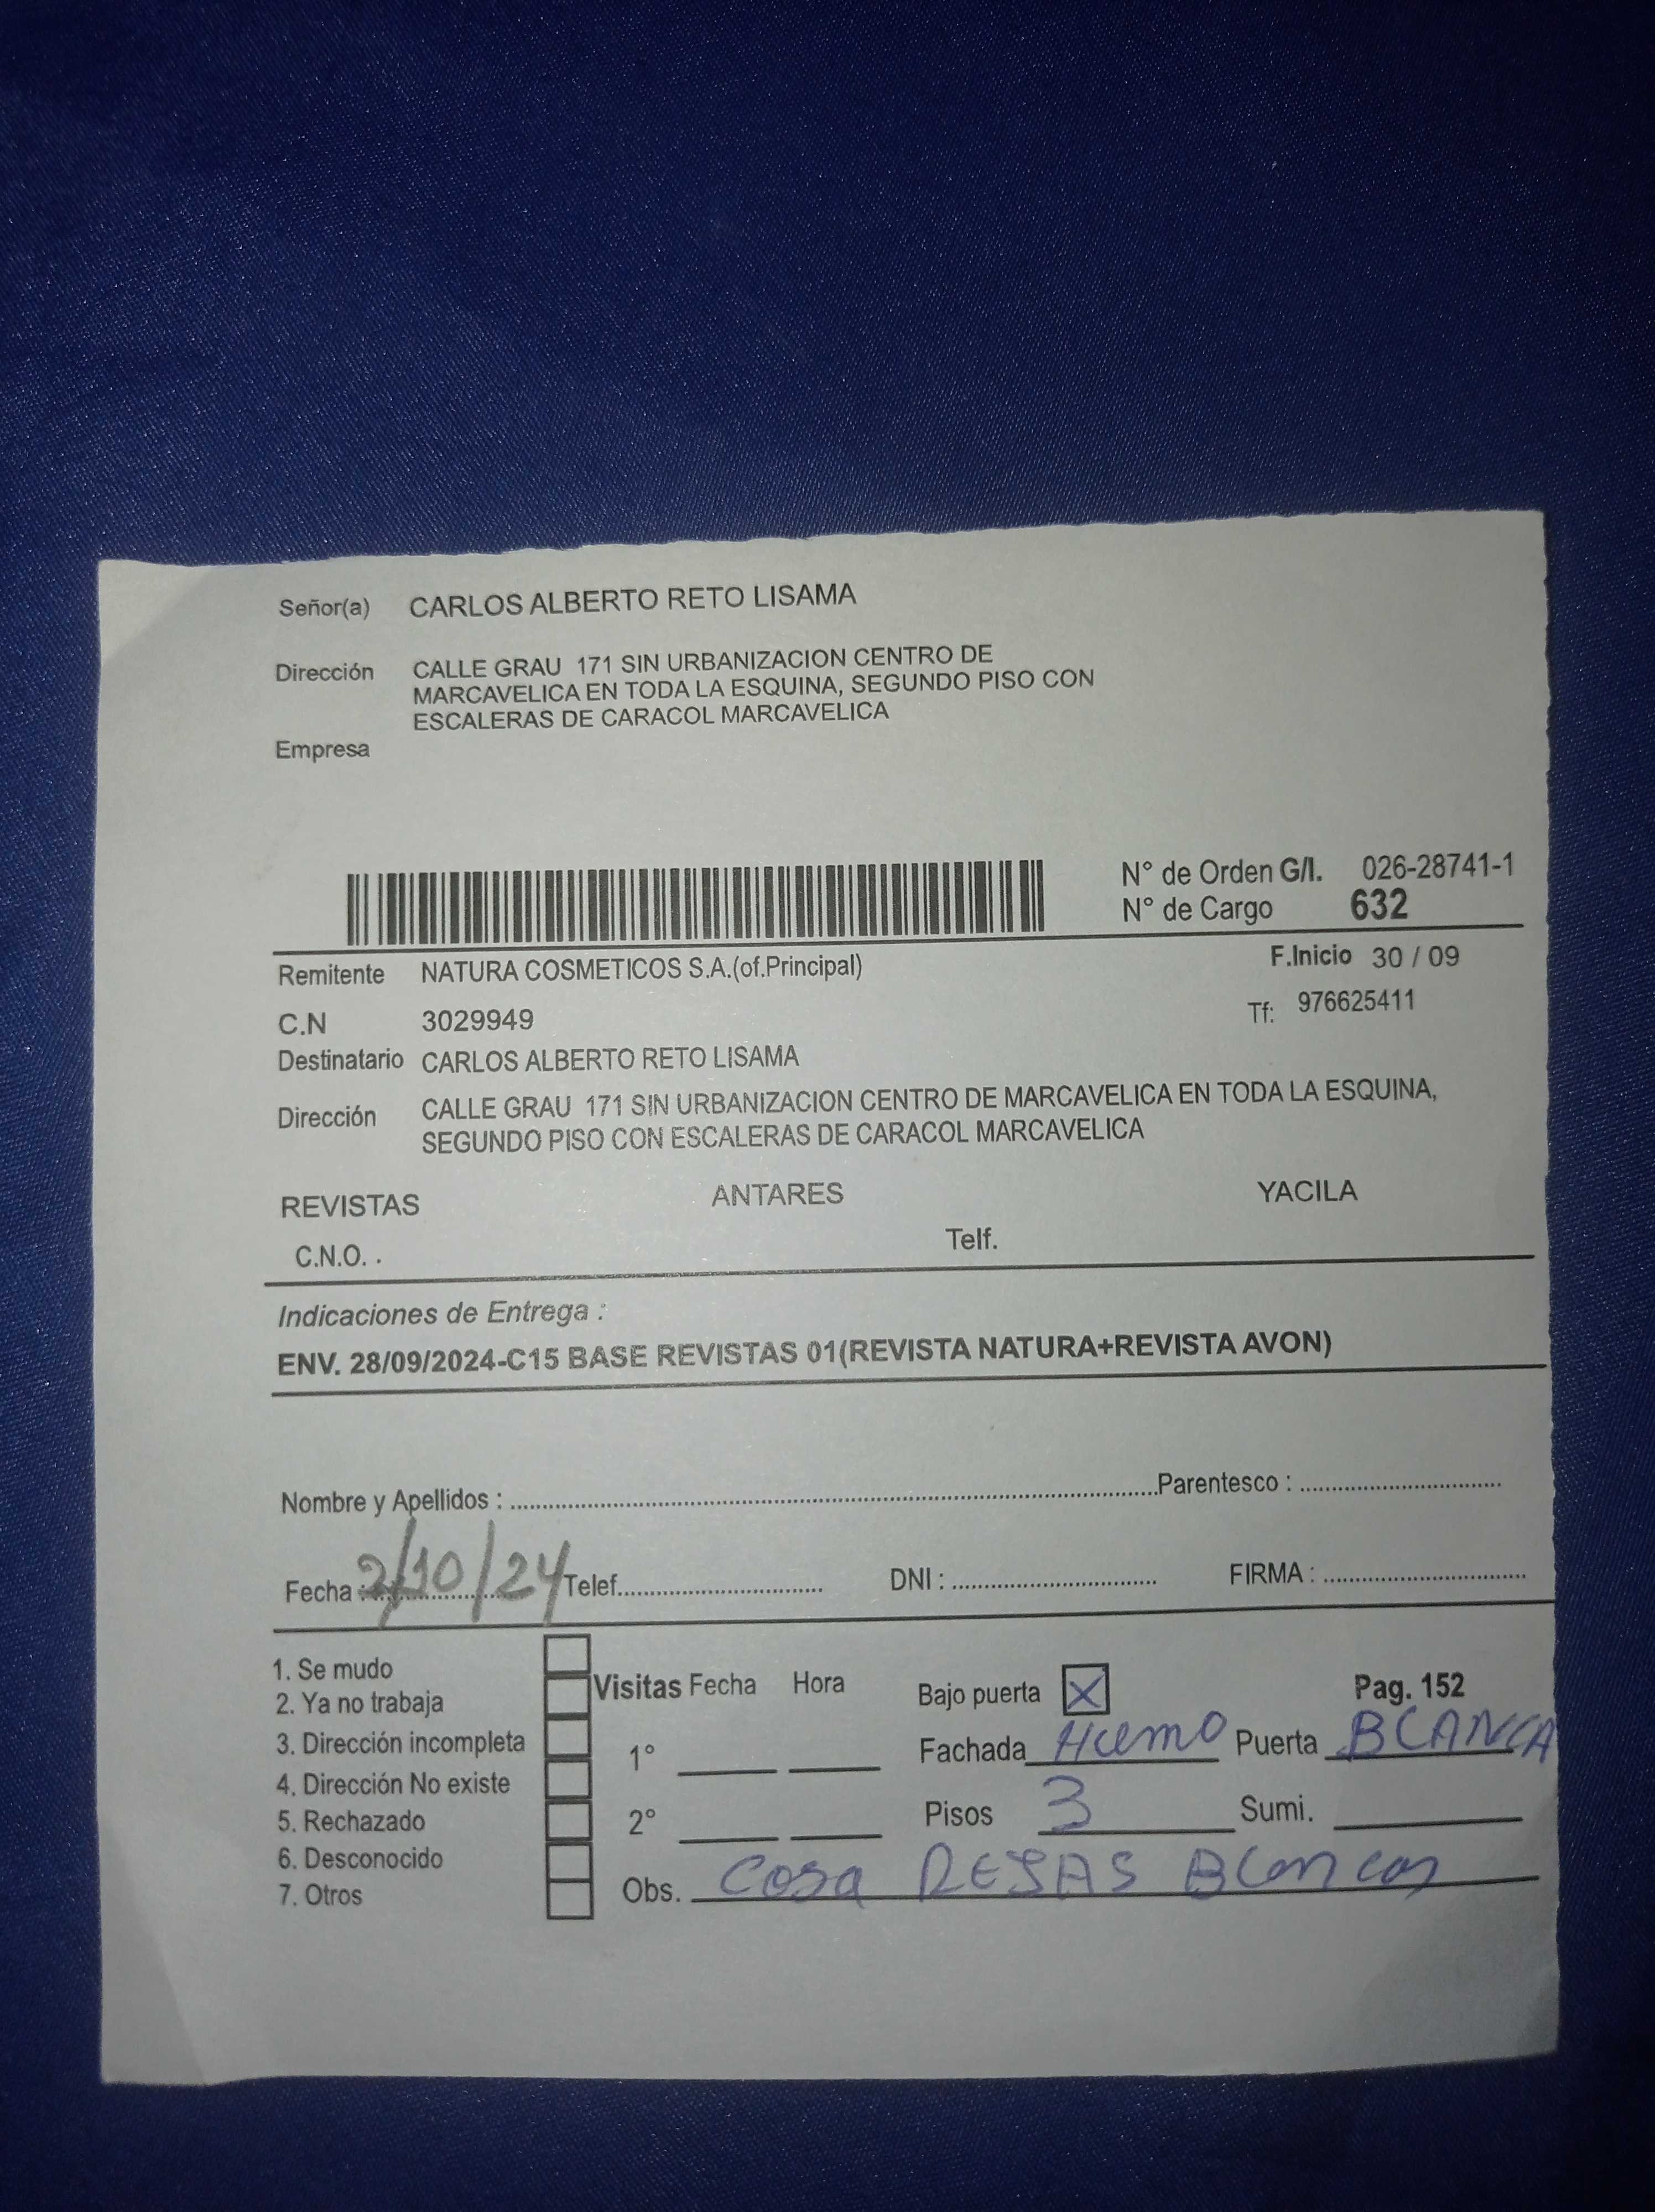 Señor(a) CARLOS ALBERTO RETO LISAMA
Dirección CALLE GRAU 171 SIN URBANIZACION CENTRO DE
MARCAVELICA EN TODA LA ESQUINA, SEGUNDO PISO CON
ESCALERAS DE CARACOL MARCAVELICA
Empresa
N° de Orden G/I. 026-28741-1
N° de Cargo 632
Remitente NATURA COSMETICOS S.A.(of.Principal) F.Inicio 30 / 09
C.N 3029949 Tf: 976625411
Destinatario CARLOS ALBERTO RETO LISAMA
Dirección CALLE GRAU 171 SIN URBANIZACION CENTRO DE MARCAVELICA EN TODA LA ESQUINA,
SEGUNDO PISO CON ESCALERAS DE CARACOL MARCAVELICA
REVISTAS ANTARES YACILA
C.N.O. . Telf.
Indicaciones de Entrega :
ENV. 28/09/2024-C15 BASE REVISTAS 01(REVISTA NATURA+REVISTA AVON)
Nombre y Apellidos : Parentesco :
Fecha : 2/10/24 Telef. DNI : FIRMA :
1. Se mudo
2. Ya no trabaja
3. Dirección incompleta
4. Dirección No existe
5. Rechazado
6. Desconocido
7. Otros
Visitas Fecha Hora
1°
2°
Bajo puerta X Pag. 152
Fachada Puerta BLANCA
Pisos 3 Sumi.
Obs. Casa REJAS Blancas